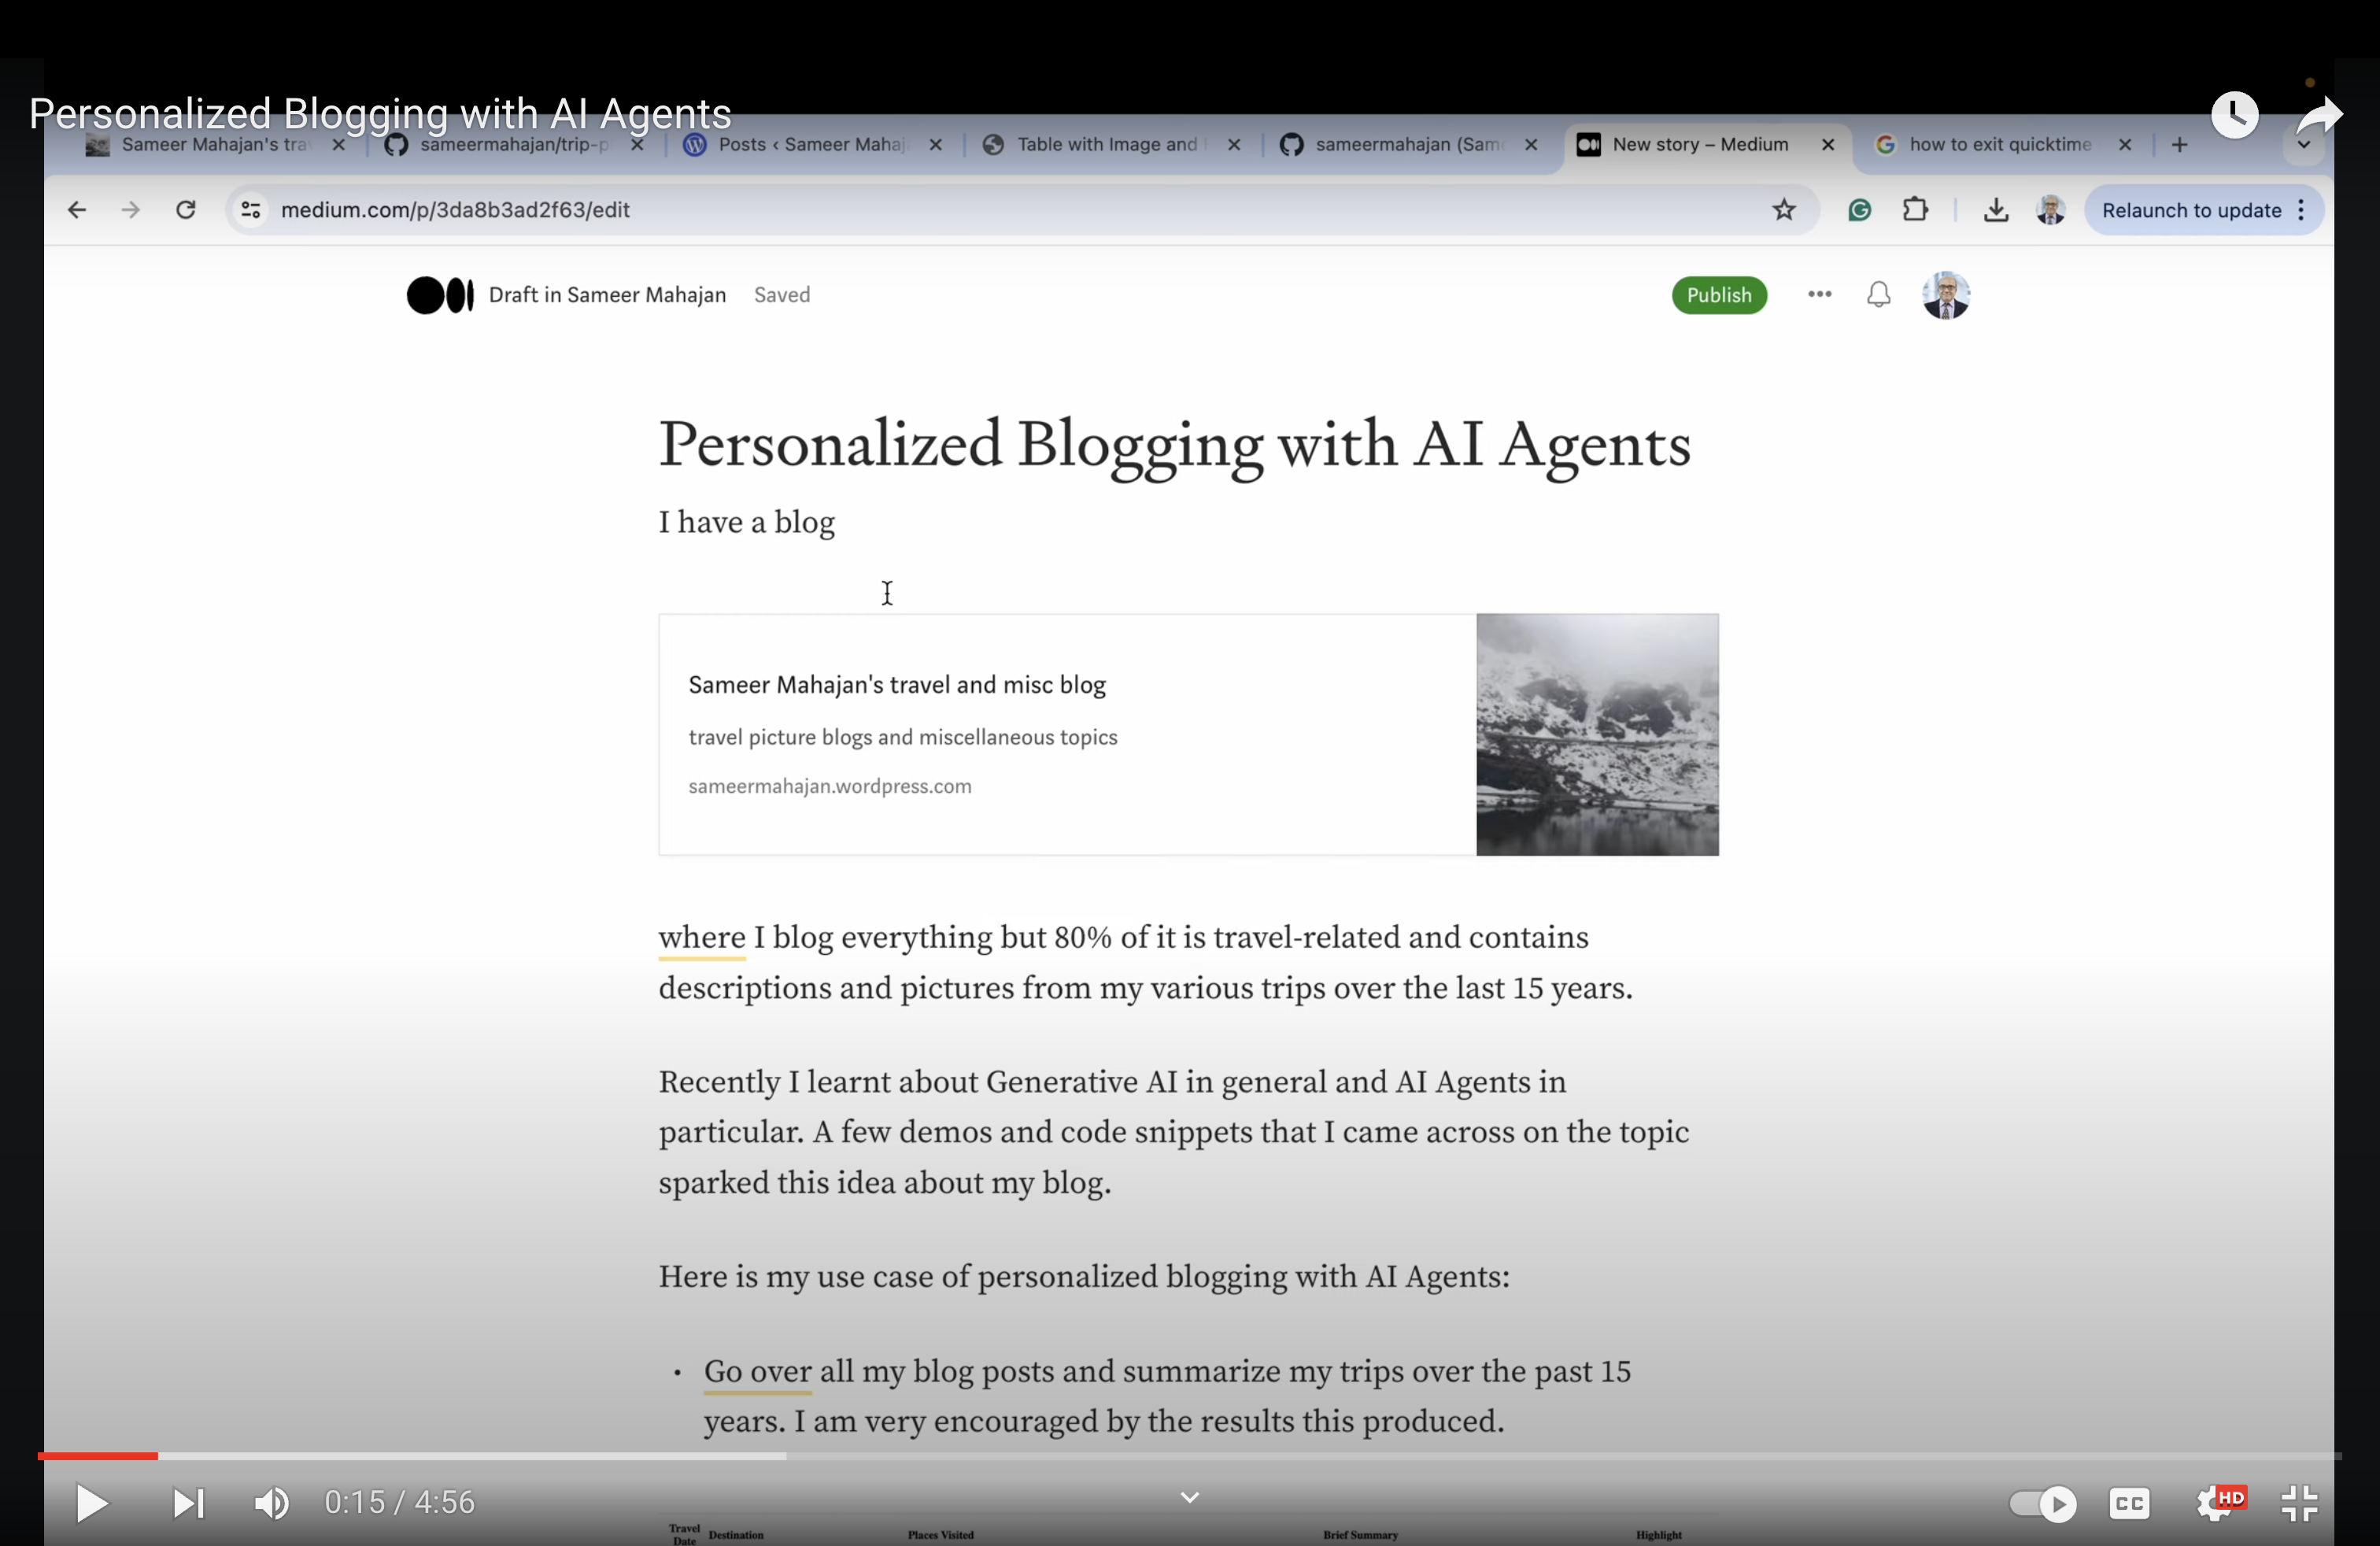 Personalized Blogging with AI Agents
Sameer Mahajan's tra
sameermahajan/trip-p
Posts ‹ Sameer Mahaj
Table with Image and
sameermahajan (Sam
New story – Medium
how to exit quicktime
medium.com/p/3da8b3ad2f63/edit
Relaunch to update
Draft in Sameer Mahajan Saved
Publish
Personalized Blogging with AI Agents
I have a blog
Sameer Mahajan's travel and misc blog
travel picture blogs and miscellaneous topics
sameermahajan.wordpress.com
where I blog everything but 80% of it is travel-related and contains
descriptions and pictures from my various trips over the last 15 years.
Recently I learnt about Generative AI in general and AI Agents in
particular. A few demos and code snippets that I came across on the topic
sparked this idea about my blog.
Here is my use case of personalized blogging with AI Agents:
• Go over all my blog posts and summarize my trips over the past 15
years. I am very encouraged by the results this produced.
0:15 / 4:56
CC
HD
Travel
Date
Destination
Places Visited
Brief Summary
Highlight